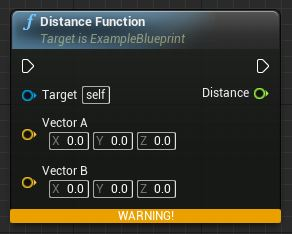 f Distance Function
Target is ExampleBlueprint
Target self
Distance
Vector A
X 0.0 Y 0.0 Z 0.0
Vector B
X 0.0 Y 0.0 Z 0.0
WARNING!